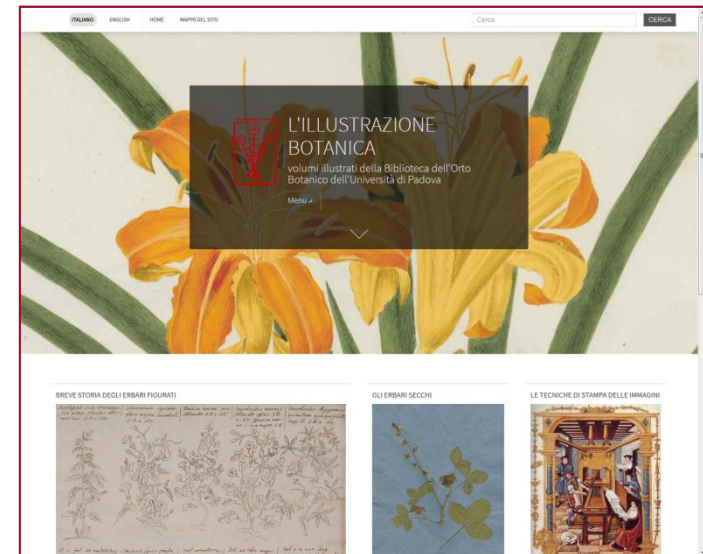 ITALIANO ENGLISH HOME MAPPA DEL SITO Cerca CERCA
L'ILLUSTRAZIONE
BOTANICA
volumi illustrati della Biblioteca dell'Orto
Botanico dell'Università di Padova
Menu
BREVE STORIA DEGLI ERBARI FIGURATI
GLI ERBARI SECCHI
LE TECNICHE DI STAMPA DELLE IMMAGINI